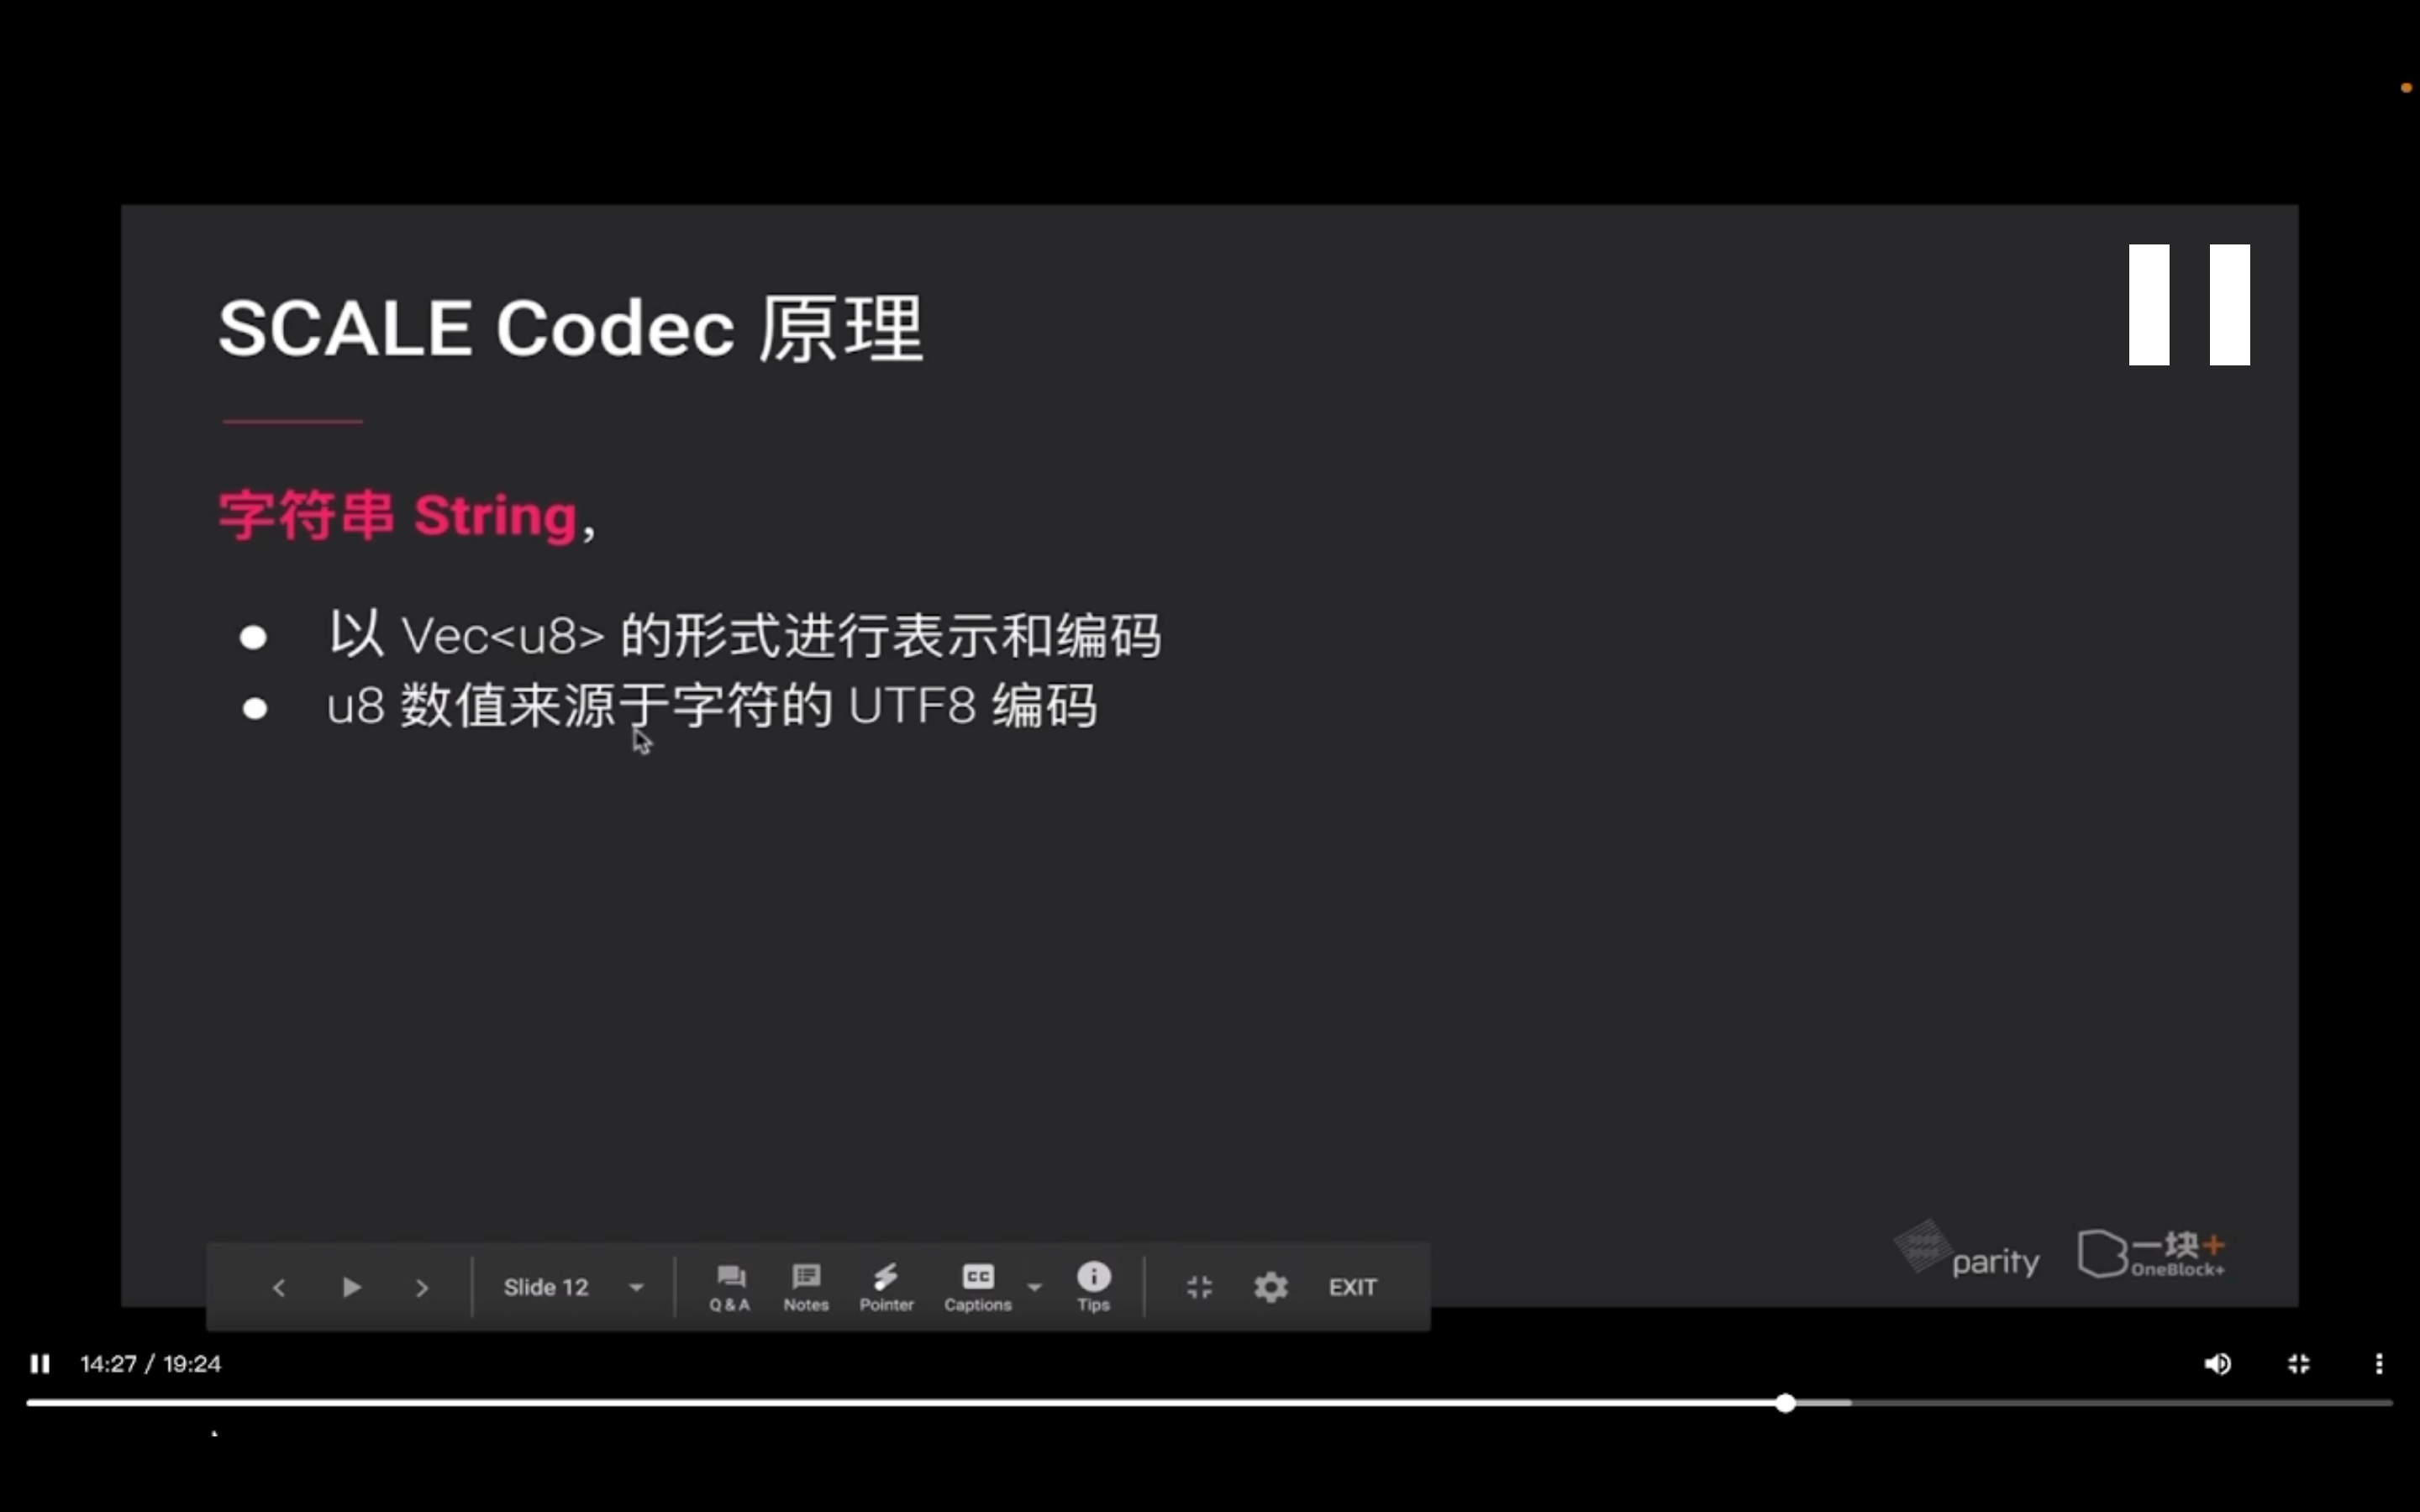 SCALE Codec 原理
字符串 String，
● 以 Vec<u8> 的形式进行表示和编码
● u8 数值来源于字符的 UTF8 编码
parity
一块+
OneBlock+
Slide 12
Q & A
Notes
CC
Pointer
Captions
Tips
EXIT
14:27 / 19:24